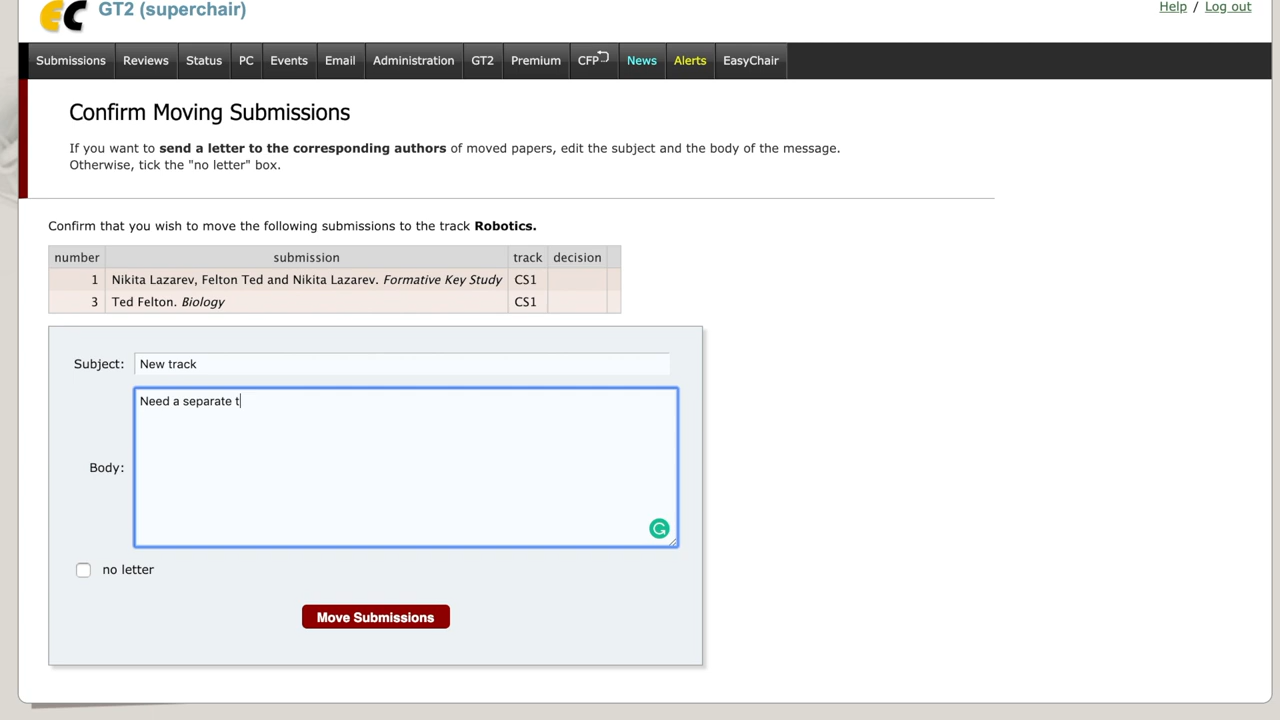 EC
GT2 (superchair)
Help / Log out
Submissions Reviews Status PC Events Email Administration GT2 Premium CFP News Alerts EasyChair
Confirm Moving Submissions
If you want to send a letter to the corresponding authors of moved papers, edit the subject and the body of the message.
Otherwise, tick the "no letter" box.
Confirm that you wish to move the following submissions to the track Robotics.
number submission track decision
1 Nikita Lazarev, Felton Ted and Nikita Lazarev. Formative Key Study CS1
3 Ted Felton. Biology CS1
Subject: New track
Need a separate t
Body:
no letter
Move Submissions